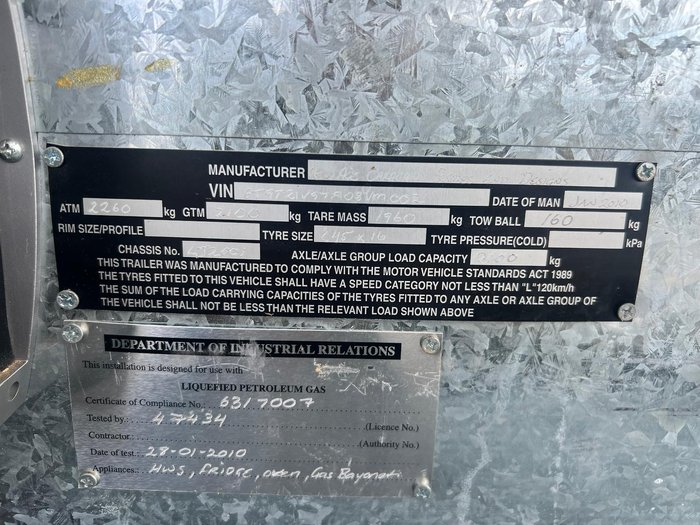 MANUFACTURER
VIN DATE OF MAN JAN 2010
ATM 2260 kg GTM 2100 kg TARE MASS 1960 kg TOW BALL 160 kg
RIM SIZE/PROFILE TYRE SIZE 245 x 16 TYRE PRESSURE(COLD) kPa
CHASSIS No. AXLE/AXLE GROUP LOAD CAPACITY kg
THIS TRAILER WAS MANUFACTURED TO COMPLY WITH THE MOTOR VEHICLE STANDARDS ACT 1989
THE TYRES FITTED TO THIS VEHICLE SHALL HAVE A SPEED CATEGORY NOT LESS THAN "L"120km/h
THE SUM OF THE LOAD CARRYING CAPACITIES OF THE TYRES FITTED TO ANY AXLE OR AXLE GROUP OF
THE VEHICLE SHALL NOT BE LESS THAN THE RELEVANT LOAD SHOWN ABOVE
DEPARTMENT OF INDUSTRIAL RELATIONS
This installation is designed for use with
LIQUEFIED PETROLEUM GAS
Certificate of Compliance No.: 6317007
Tested by: 47434 (Licence No.)
Contractor: (Authority No.)
Date of test: 28-01-2010
Appliances: HWS, FRIDGE, oven, Gas Bayonet